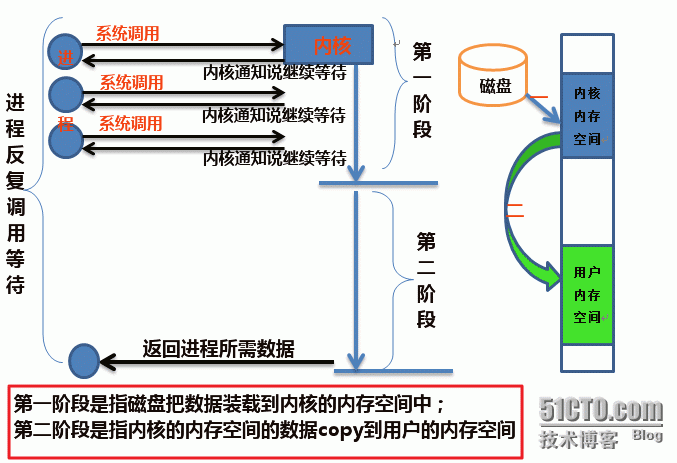 系统调用
进
内核
内核通知说继续等待
系统调用
内核通知说继续等待
程
系统调用
内核通知说继续等待
进程反复调用等待
第一阶段
第二阶段
返回进程所需数据
磁盘
一
二
内核
内存
空间
用户
内存
空间
第一阶段是指磁盘把数据装载到内核的内存空间中；
第二阶段是指内核的内存空间的数据copy到用户的内存空间
51CTO.com
技术博客 Blog